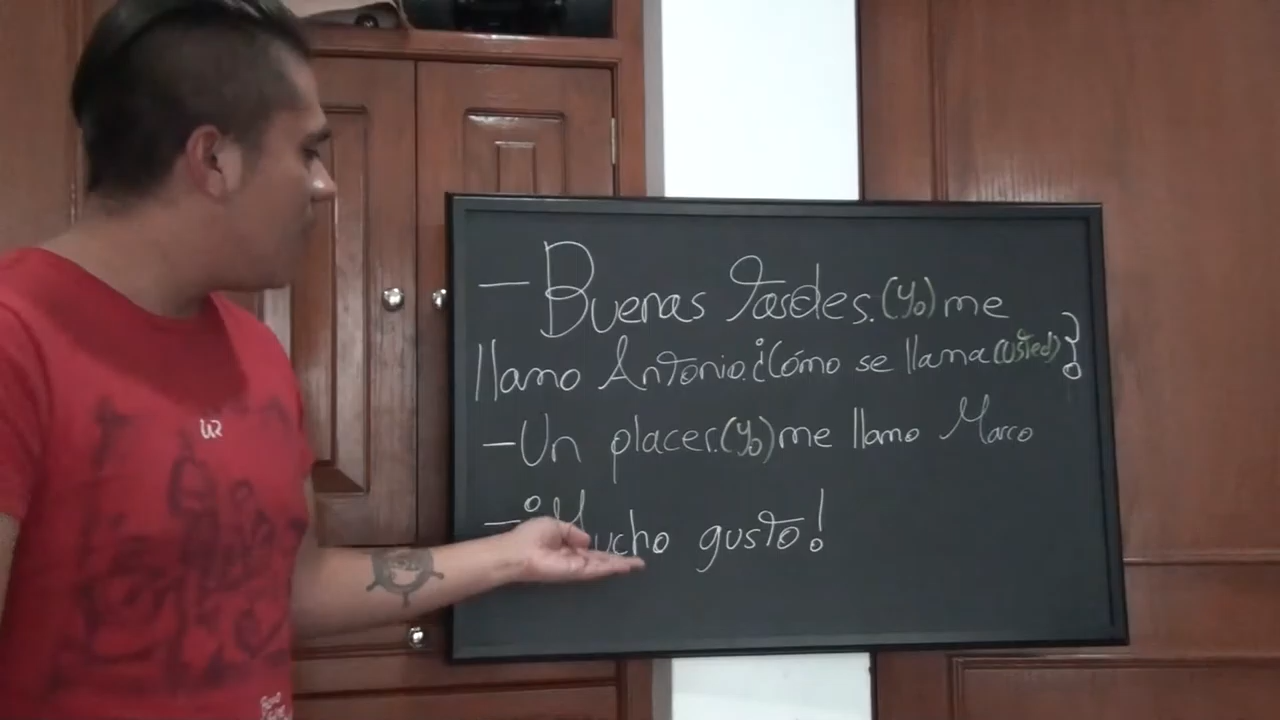 – Buenas tardes. (yo) me
llamo Antonio. ¿Cómo se llama (usted)?
– Un placer. (yo) me llamo Marco
– ¡Mucho gusto!